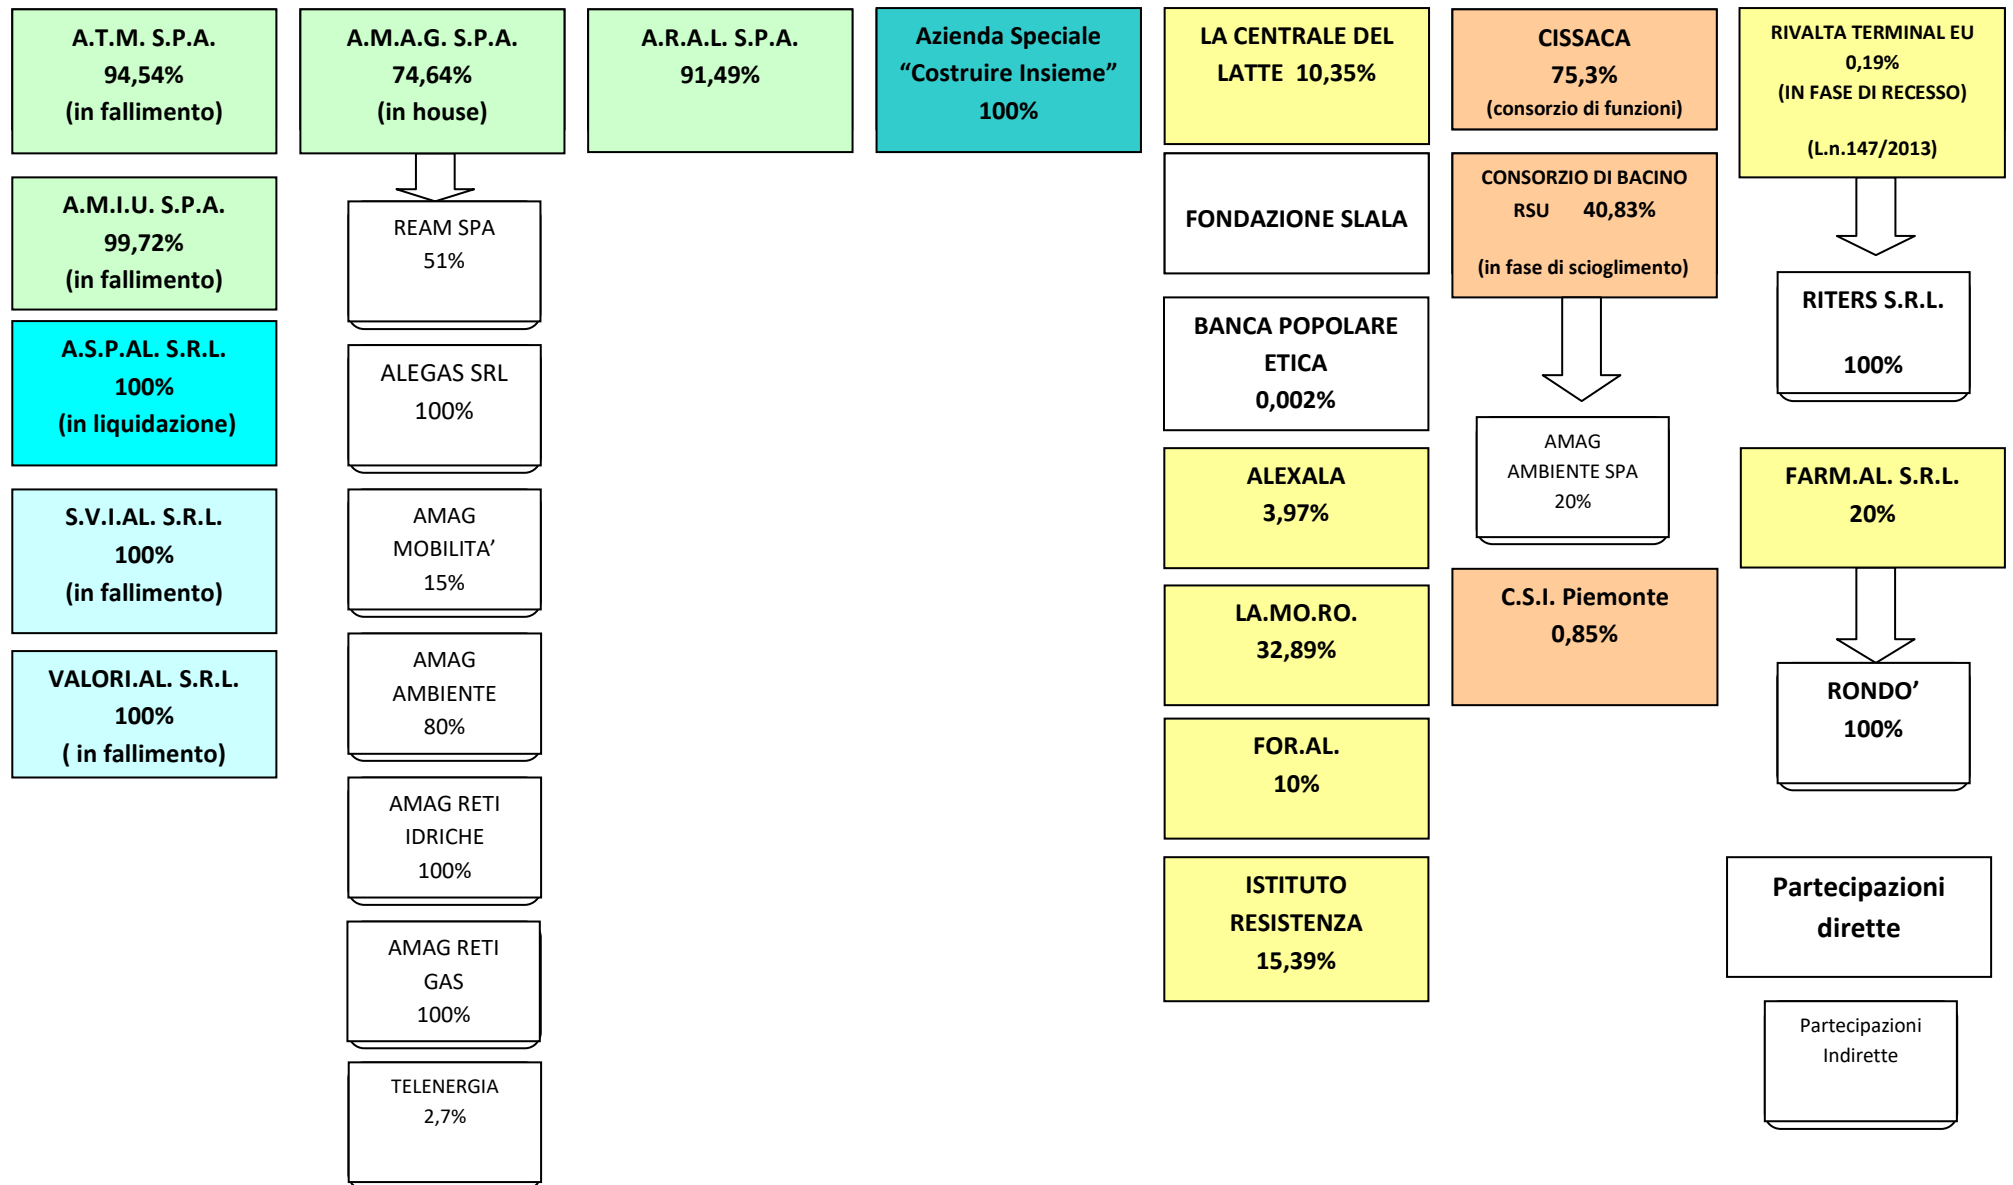 A.T.M. S.P.A.
94,54%
(in fallimento)
A.M.I.U. S.P.A.
99,72%
(in fallimento)
A.S.P.AL. S.R.L.
100%
(in liquidazione)
S.V.I.AL. S.R.L.
100%
(in fallimento)
VALORI.AL. S.R.L.
100%
( in fallimento)
A.M.A.G. S.P.A.
74,64%
(in house)
REAM SPA
51%
ALEGAS SRL
100%
AMAG
MOBILITA’
15%
AMAG
AMBIENTE
80%
AMAG RETI
IDRICHE
100%
AMAG RETI
GAS
100%
TELENERGIA
2,7%
A.R.A.L. S.P.A.
91,49%
Azienda Speciale
“Costruire Insieme”
100%
LA CENTRALE DEL
LATTE 10,35%
FONDAZIONE SLALA
BANCA POPOLARE
ETICA
0,002%
ALEXALA
3,97%
LA.MO.RO.
32,89%
FOR.AL.
10%
ISTITUTO
RESISTENZA
15,39%
CISSACA
75,3%
(consorzio di funzioni)
CONSORZIO DI BACINO
RSU 40,83%
(in fase di scioglimento)
AMAG
AMBIENTE SPA
20%
C.S.I. Piemonte
0,85%
RIVALTA TERMINAL EU
0,19%
(IN FASE DI RECESSO)
(L.n.147/2013)
RITERS S.R.L.
100%
FARM.AL. S.R.L.
20%
RONDO’
100%
Partecipazioni
dirette
Partecipazioni
Indirette